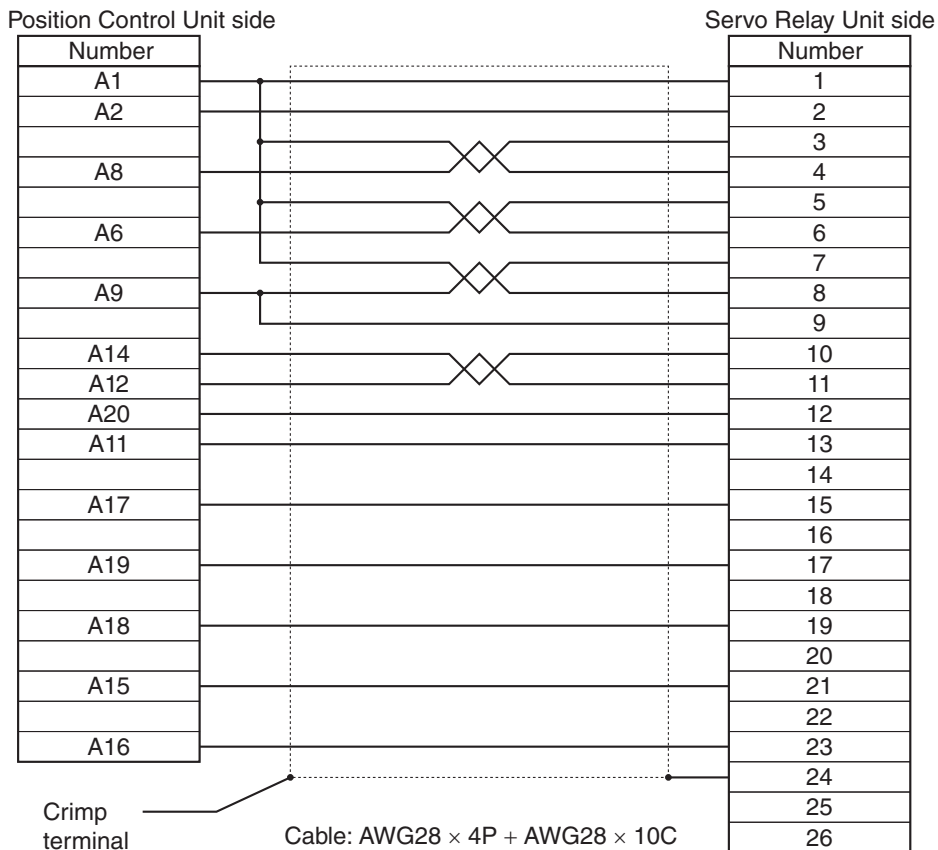 Position Control Unit side Servo Relay Unit side
Number Number
A1 1
A2 2
3
A8 4
5
A6 6
7
A9 8
9
A14 10
A12 11
A20 12
A11 13
14
A17 15
16
A19 17
18
A18 19
20
A15 21
22
A16 23
24
Crimp 25
terminal Cable: AWG28 × 4P + AWG28 × 10C 26